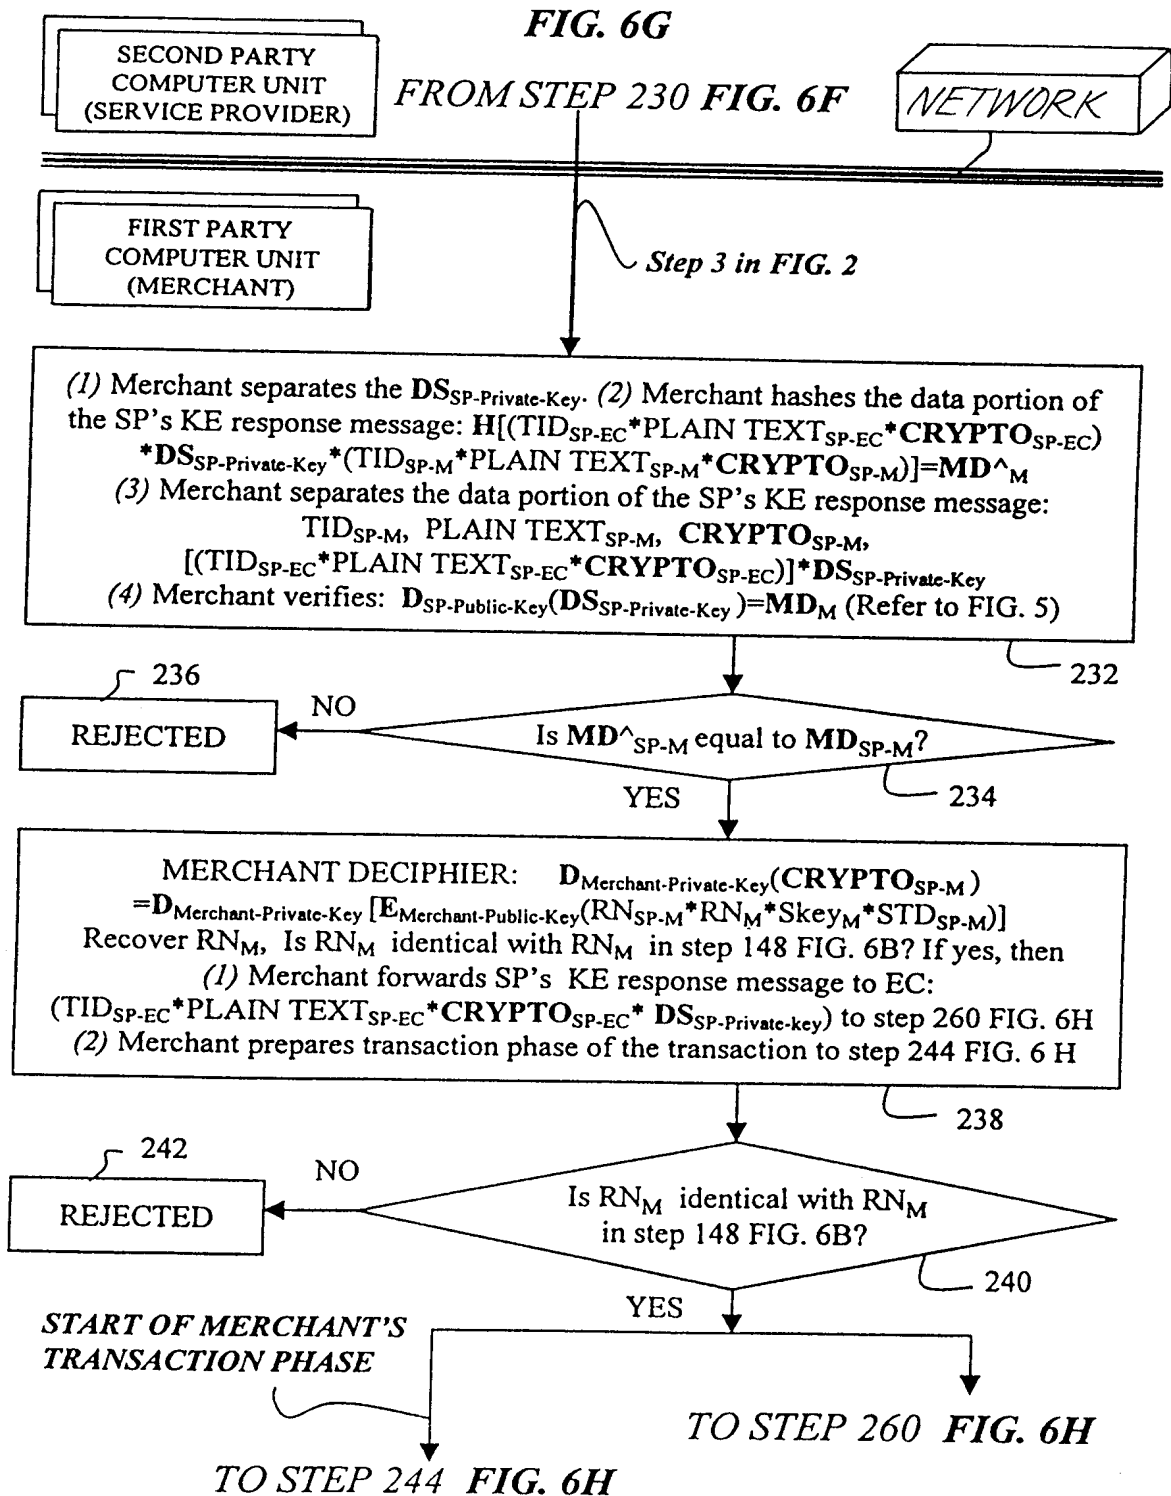 FIG. 6G
SECOND PARTY
COMPUTER UNIT
(SERVICE PROVIDER)
FROM STEP 230 FIG. 6F
NETWORK
FIRST PARTY
COMPUTER UNIT
(MERCHANT)
Step 3 in FIG. 2
(1) Merchant separates the DSSP-Private-Key. (2) Merchant hashes the data portion of
the SP's KE response message: H[(TIDSP-EC*PLAIN TEXTSP-EC*CRYPTOSP-EC)
*DSSP-Private-Key*(TIDSP-M*PLAIN TEXTSP-M*CRYPTOSP-M)]=MD^M
(3) Merchant separates the data portion of the SP's KE response message:
TIDSP-M, PLAIN TEXTSP-M, CRYPTOSP-M,
[(TIDSP-EC*PLAIN TEXTSP-EC*CRYPTOSP-EC)]*DSSP-Private-Key
(4) Merchant verifies: DSP-Public-Key(DSSP-Private-Key)=MDM (Refer to FIG. 5)
232
236
NO
REJECTED
Is MD^SP-M equal to MDSP-M?
234
YES
MERCHANT DECIPHIER: DMerchant-Private-Key(CRYPTOSP-M)
=DMerchant-Private-Key [EMerchant-Public-Key(RNSP-M*RNM*SkeyM*STDSP-M)]
Recover RNM, Is RNM identical with RNM in step 148 FIG. 6B? If yes, then
(1) Merchant forwards SP's KE response message to EC:
(TIDSP-EC*PLAIN TEXTSP-EC*CRYPTOSP-EC* DSSP-Private-key) to step 260 FIG. 6H
(2) Merchant prepares transaction phase of the transaction to step 244 FIG. 6 H
238
242
NO
REJECTED
Is RNM identical with RNM
in step 148 FIG. 6B?
240
YES
START OF MERCHANT'S
TRANSACTION PHASE
TO STEP 260 FIG. 6H
TO STEP 244 FIG. 6H